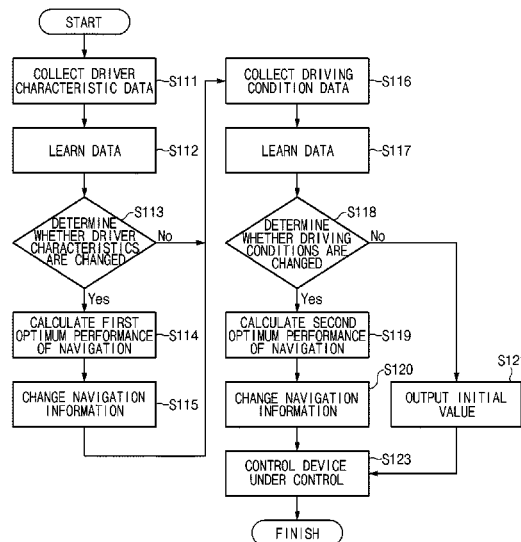 START
COLLECT DRIVER
CHARACTERISTIC DATA
S111
LEARN DATA
S112
S113
DETERMINE
WHETHER DRIVER
CHARACTERISTICS
ARE CHANGED
No
Yes
CALCULATE FIRST
OPTIMUM PERFORMANCE
OF NAVIGATION
S114
CHANGE NAVIGATION
INFORMATION
S115
COLLECT DRIVING
CONDITION DATA
S116
LEARN DATA
S117
S118
DETERMINE
WHETHER DRIVING
CONDITIONS ARE
CHANGED
No
Yes
CALCULATE SECOND
OPTIMUM PERFORMANCE
OF NAVIGATION
S119
S120
CHANGE NAVIGATION
INFORMATION
OUTPUT INITIAL
VALUE
CONTROL DEVICE
UNDER CONTROL
S123
FINISH